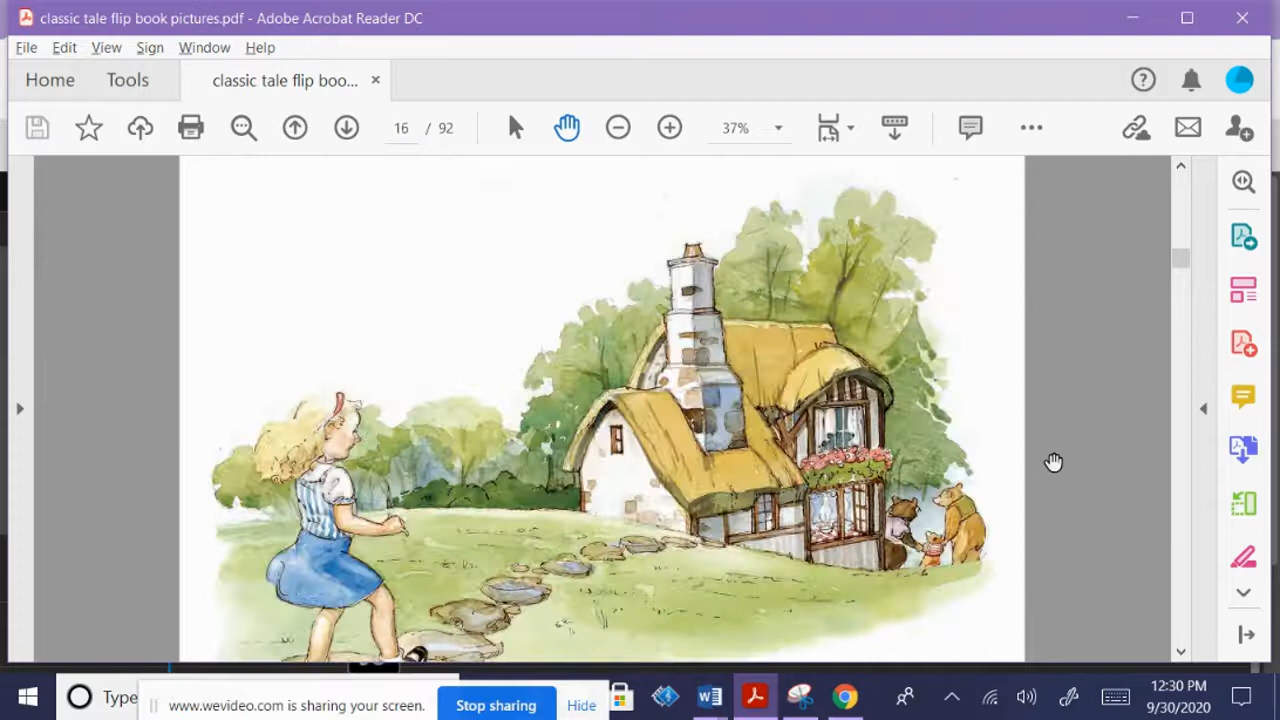 classic tale flip book pictures.pdf - Adobe Acrobat Reader DC
File Edit View Sign Window Help
Home Tools classic tale flip boo... ×
16 / 92 37%
Type
www.wevideo.com is sharing your screen. Stop sharing Hide
12:30 PM
9/30/2020